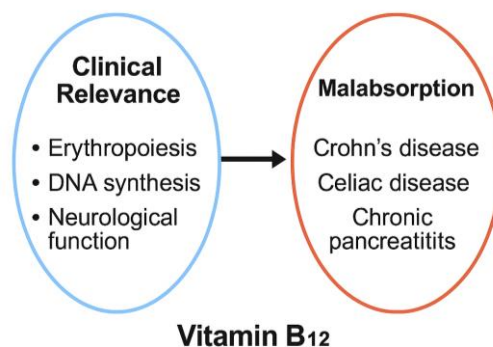 Clinical
Relevance
• Erythropoiesis
• DNA synthesis
• Neurological
function
Malabsorption
Crohn's disease
Celiac disease
Chronic
pancreatitits
Vitamin B₁₂